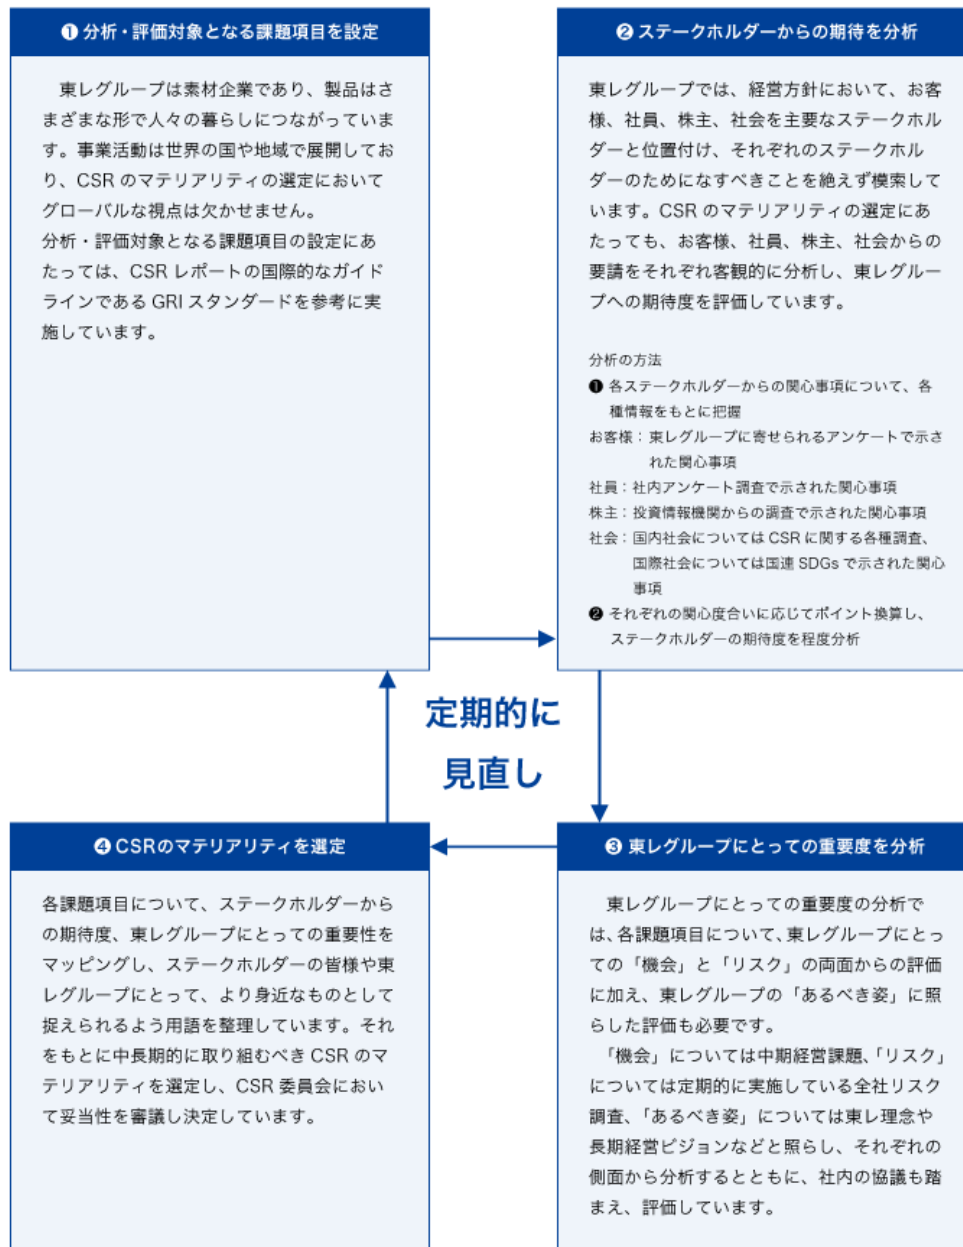 ❶ 分析・評価対象となる課題項目を設定
東レグループは素材企業であり、製品はさ
まざまな形で人々の暮らしにつながっていま
す。事業活動は世界の国や地域で展開してお
り、CSR のマテリアリティの選定において
グローバルな視点は欠かせません。
分析・評価対象となる課題項目の設定にあ
たっては、CSR レポートの国際的なガイド
ラインである GRI スタンダードを参考に実
施しています。
❷ ステークホルダーからの期待を分析
東レグループでは、経営方針において、お客
様、社員、株主、社会を主要なステークホル
ダーと位置付け、それぞれのステークホル
ダーのためになすべきことを絶えず模索して
います。CSR のマテリアリティの選定にあ
たっても、お客様、社員、株主、社会からの
要請をそれぞれ客観的に分析し、東レグルー
プへの期待度を評価しています。
分析の方法
❶ 各ステークホルダーからの関心事項について、各
種情報をもとに把握
お客様：東レグループに寄せられるアンケートで示さ
れた関心事項
社員：社内アンケート調査で示された関心事項
株主：投資情報機関からの調査で示された関心事項
社会：国内社会については CSR に関する各種調査、
国際社会については国連 SDGs で示された関心
事項
❷ それぞれの関心度合いに応じてポイント換算し、
ステークホルダーの期待度を程度分析
定期的に
見直し
❸ 東レグループにとっての重要度を分析
東レグループにとっての重要度の分析で
は、各課題項目について、東レグループにとっ
ての「機会」と「リスク」の両面からの評価
に加え、東レグループの「あるべき姿」に照
らした評価も必要です。
「機会」については中期経営課題、「リスク」
については定期的に実施している全社リスク
調査、「あるべき姿」については東レ理念や
長期経営ビジョンなどと照らし、それぞれの
側面から分析するとともに、社内の協議も踏
まえ、評価しています。
❹ CSRのマテリアリティを選定
各課題項目について、ステークホルダーから
の期待度、東レグループにとっての重要性を
マッピングし、ステークホルダーの皆様や東
レグループにとって、より身近なものとして
捉えられるよう用語を整理しています。それ
をもとに中長期的に取り組むべき CSR のマ
テリアリティを選定し、CSR 委員会におい
て妥当性を審議し決定しています。